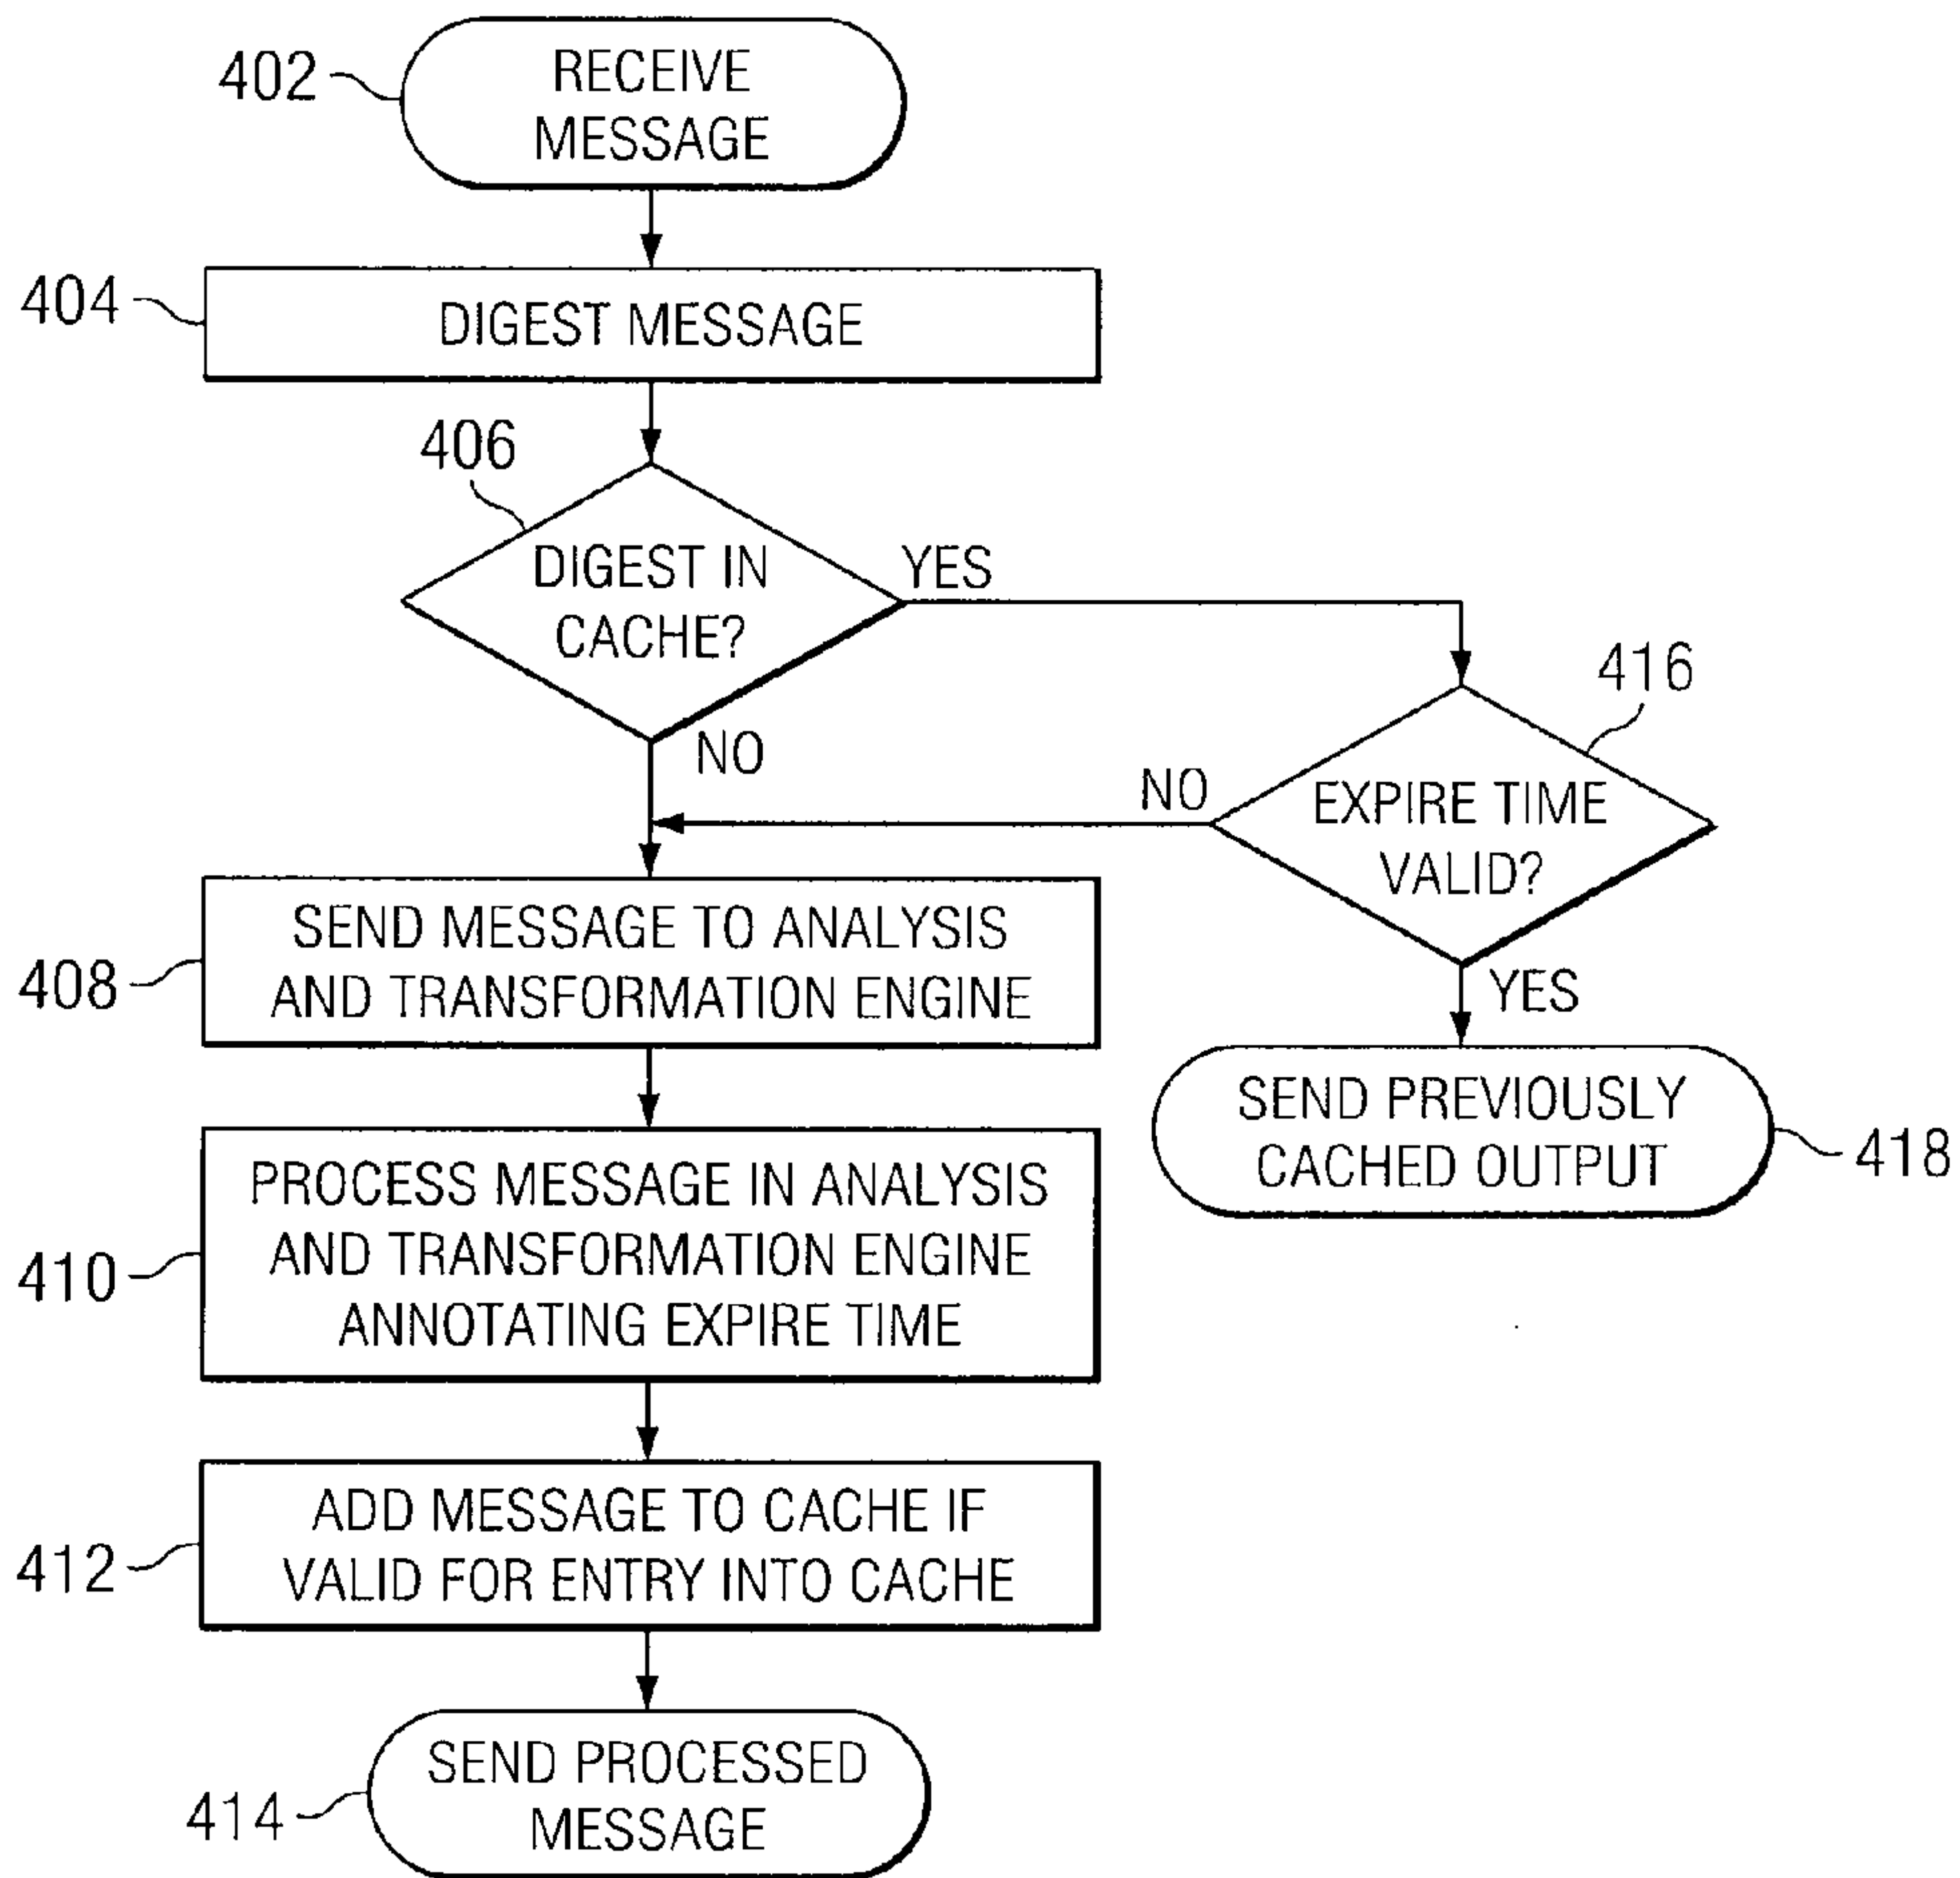 402
RECEIVE
MESSAGE
404
DIGEST MESSAGE
406
DIGEST IN
CACHE?
YES
NO
416
EXPIRE TIME
VALID?
NO
YES
408
SEND MESSAGE TO ANALYSIS
AND TRANSFORMATION ENGINE
SEND PREVIOUSLY
CACHED OUTPUT
418
410
PROCESS MESSAGE IN ANALYSIS
AND TRANSFORMATION ENGINE
ANNOTATING EXPIRE TIME
412
ADD MESSAGE TO CACHE IF
VALID FOR ENTRY INTO CACHE
414
SEND PROCESSED
MESSAGE